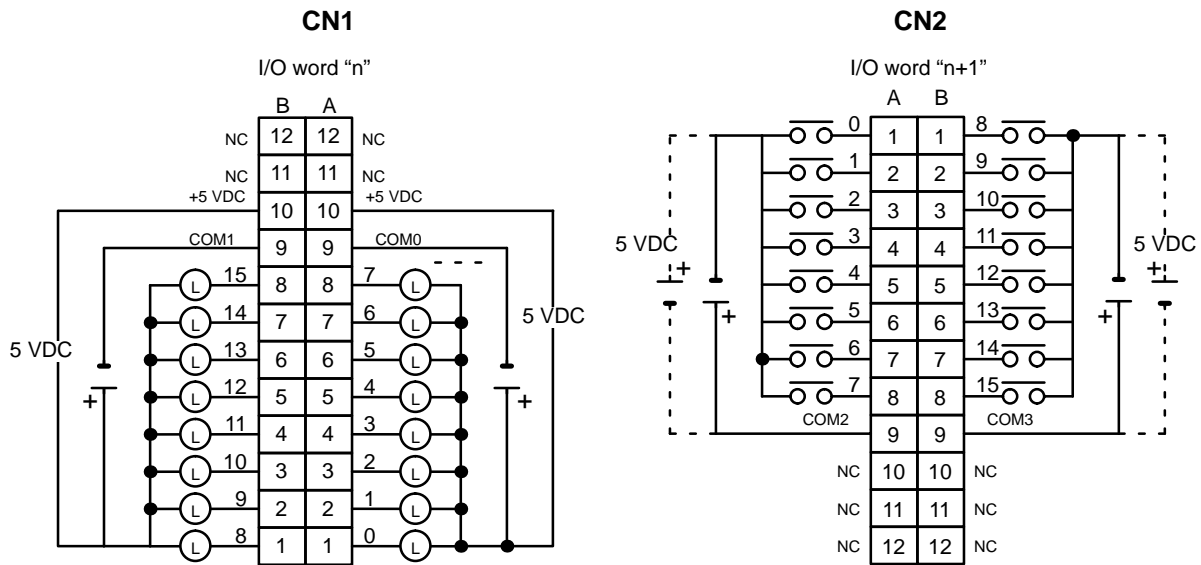 CN1
I/O word “n”
B A
NC 12 12 NC
NC 11 11 NC
+5 VDC 10 10 +5 VDC
COM1 9 9 COM0
L 15 8 8 7 L
L 14 7 7 6 L
L 13 6 6 5 L
L 12 5 5 4 L
L 11 4 4 3 L
L 10 3 3 2 L
L 9 2 2 1 L
L 8 1 1 0 L
5 VDC
+
5 VDC
+
CN2
I/O word “n+1”
A B
0 1 1 8
1 2 2 9
2 3 3 10
3 4 4 11
4 5 5 12
5 6 6 13
6 7 7 14
7 8 8 15
COM2 9 9 COM3
NC 10 10 NC
NC 11 11 NC
NC 12 12 NC
5 VDC
+
+
5 VDC
+
+